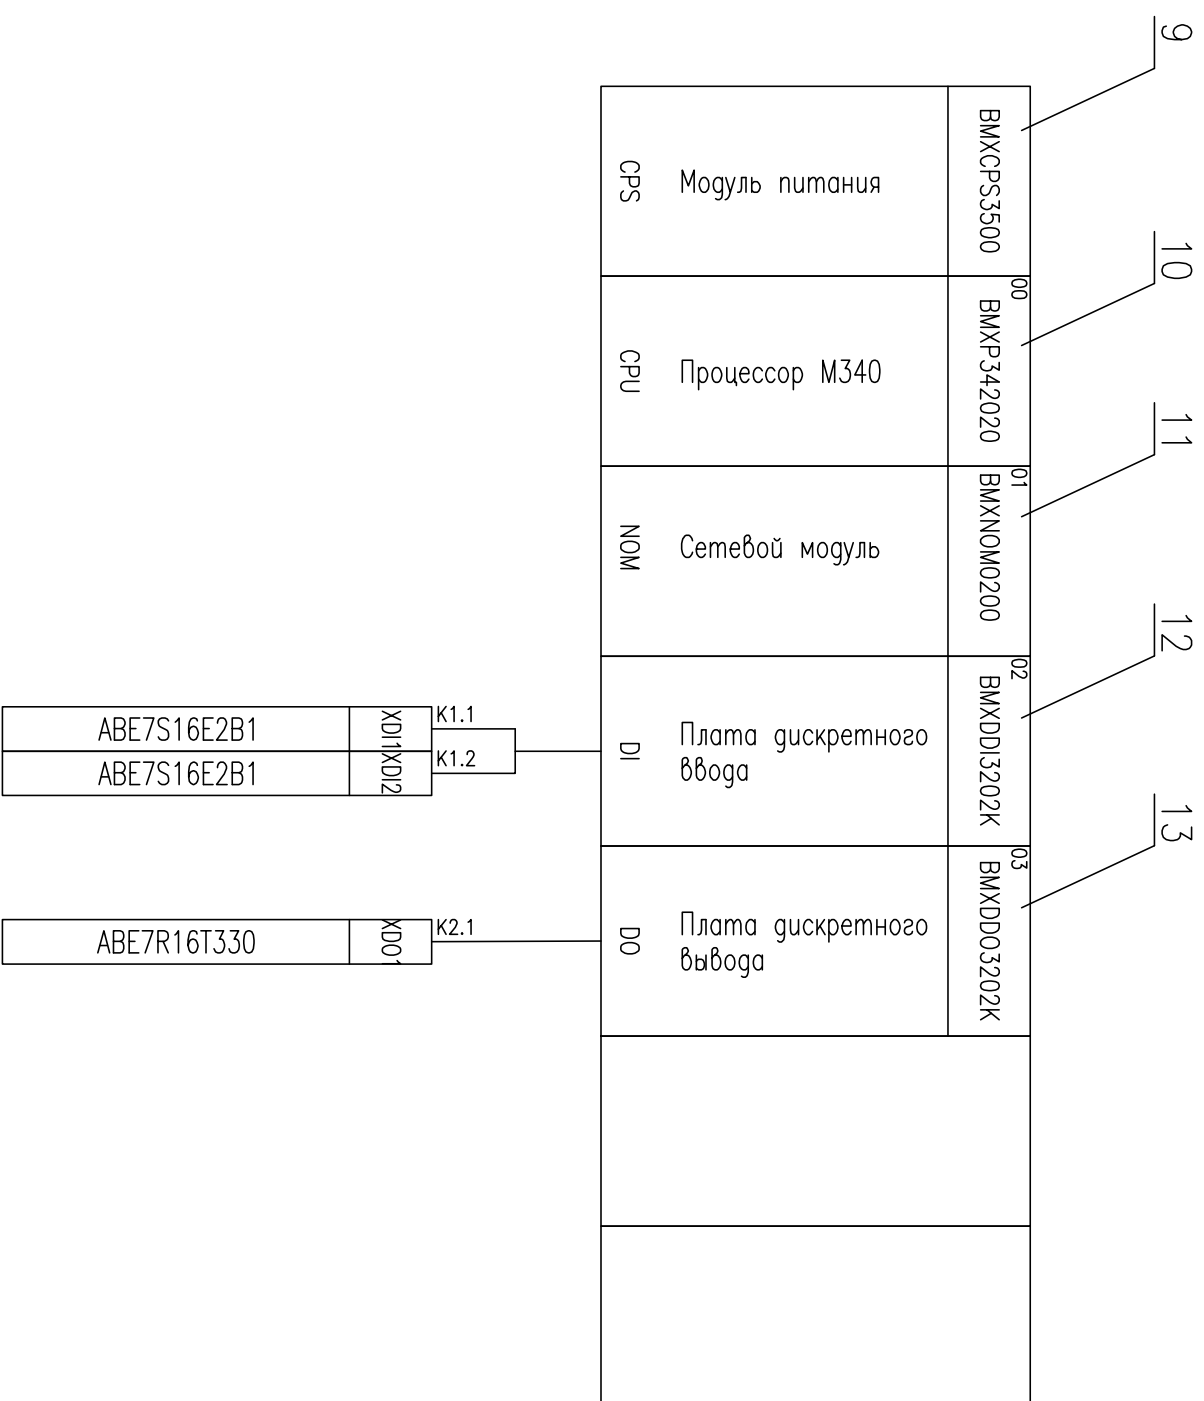 9
BMXCPS3500
Модуль питания
CPS
10
00
BMXP342020
Процессор М340
CPU
11
01
BMXNOM0200
Сетевой модуль
NOM
12
02
BMXDDI3202K
Плата дискретного
ввода
DI
K1.1
XDI1
ABE7S16E2B1
K1.2
XDI2
ABE7S16E2B1
13
03
BMXDDO3202K
Плата дискретного
вывода
DO
K2.1
XDO1
ABE7R16T330